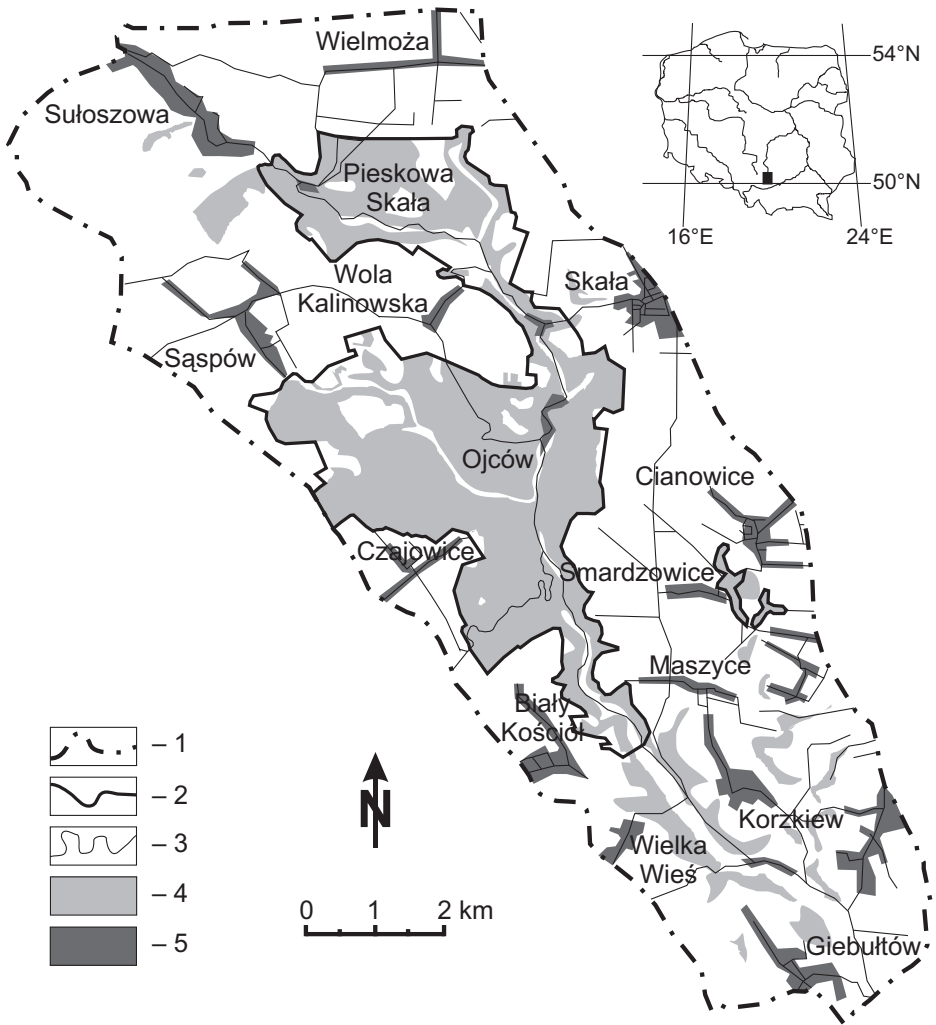 Wielmoża
54°N
Sułoszowa
Pieskowa
Skała
50°N
16°E
24°E
Wola
Kalinowska
Skała
Sąspów
Ojców
Cianowice
Czajowice
Smardzowice
Maszyce
Biały
Kościół
– 1
– 2
N
– 3
Korzkiew
Wielka
Wieś
– 4
0 1 2 km
– 5
Giebułtów